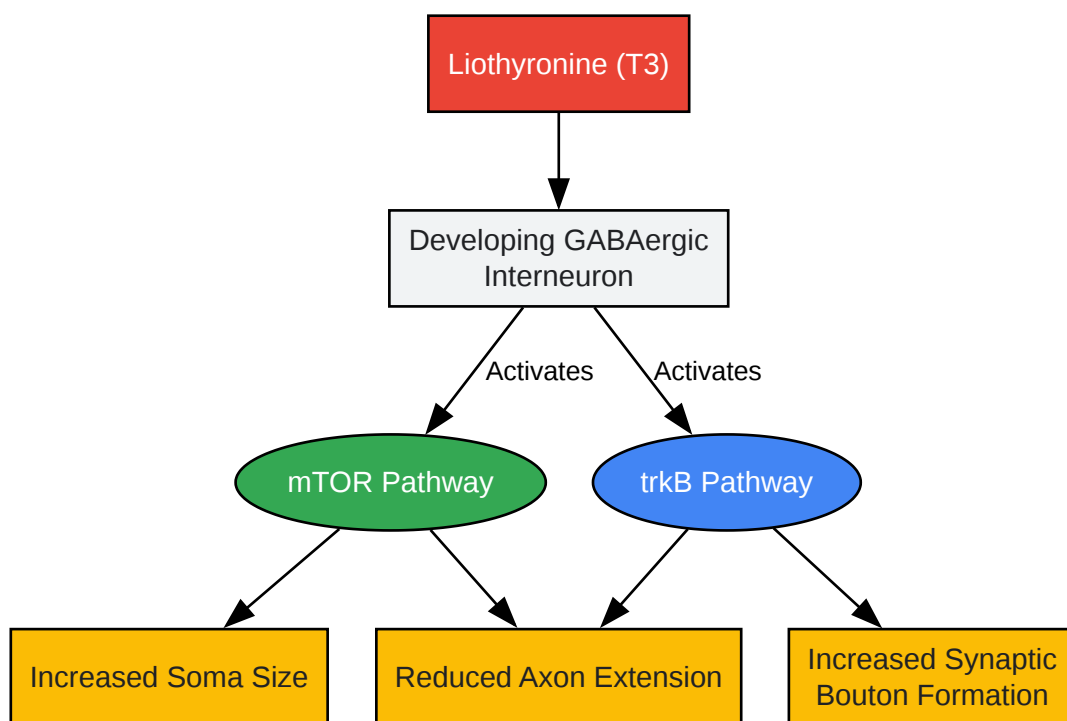 Liothyronine (T3)
Developing GABAergic
Interneuron
Activates
Activates
mTOR Pathway
trkB Pathway
Increased Soma Size
Reduced Axon Extension
Increased Synaptic
Bouton Formation